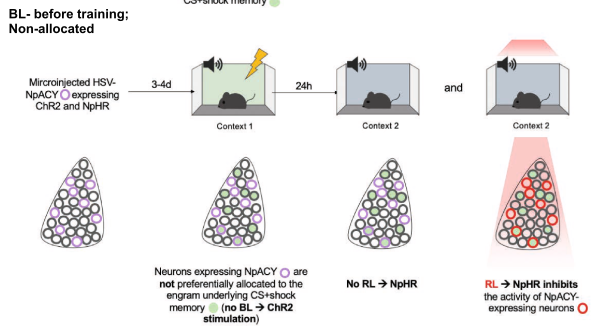 CS+shock memory
BL- before training;
Non-allocated
Mircroinjected HSV-
NpACY expressing
ChR2 and NpHR
3-4d
Context 1
24h
Context 2
and
Context 2
Neurons expressing NpACY are
not preferentially allocated to the
engram underlying CS+shock
memory (no BL → ChR2
stimulation)
No RL → NpHR
RL → NpHR inhibits
the activity of NpACY-
expressing neurons